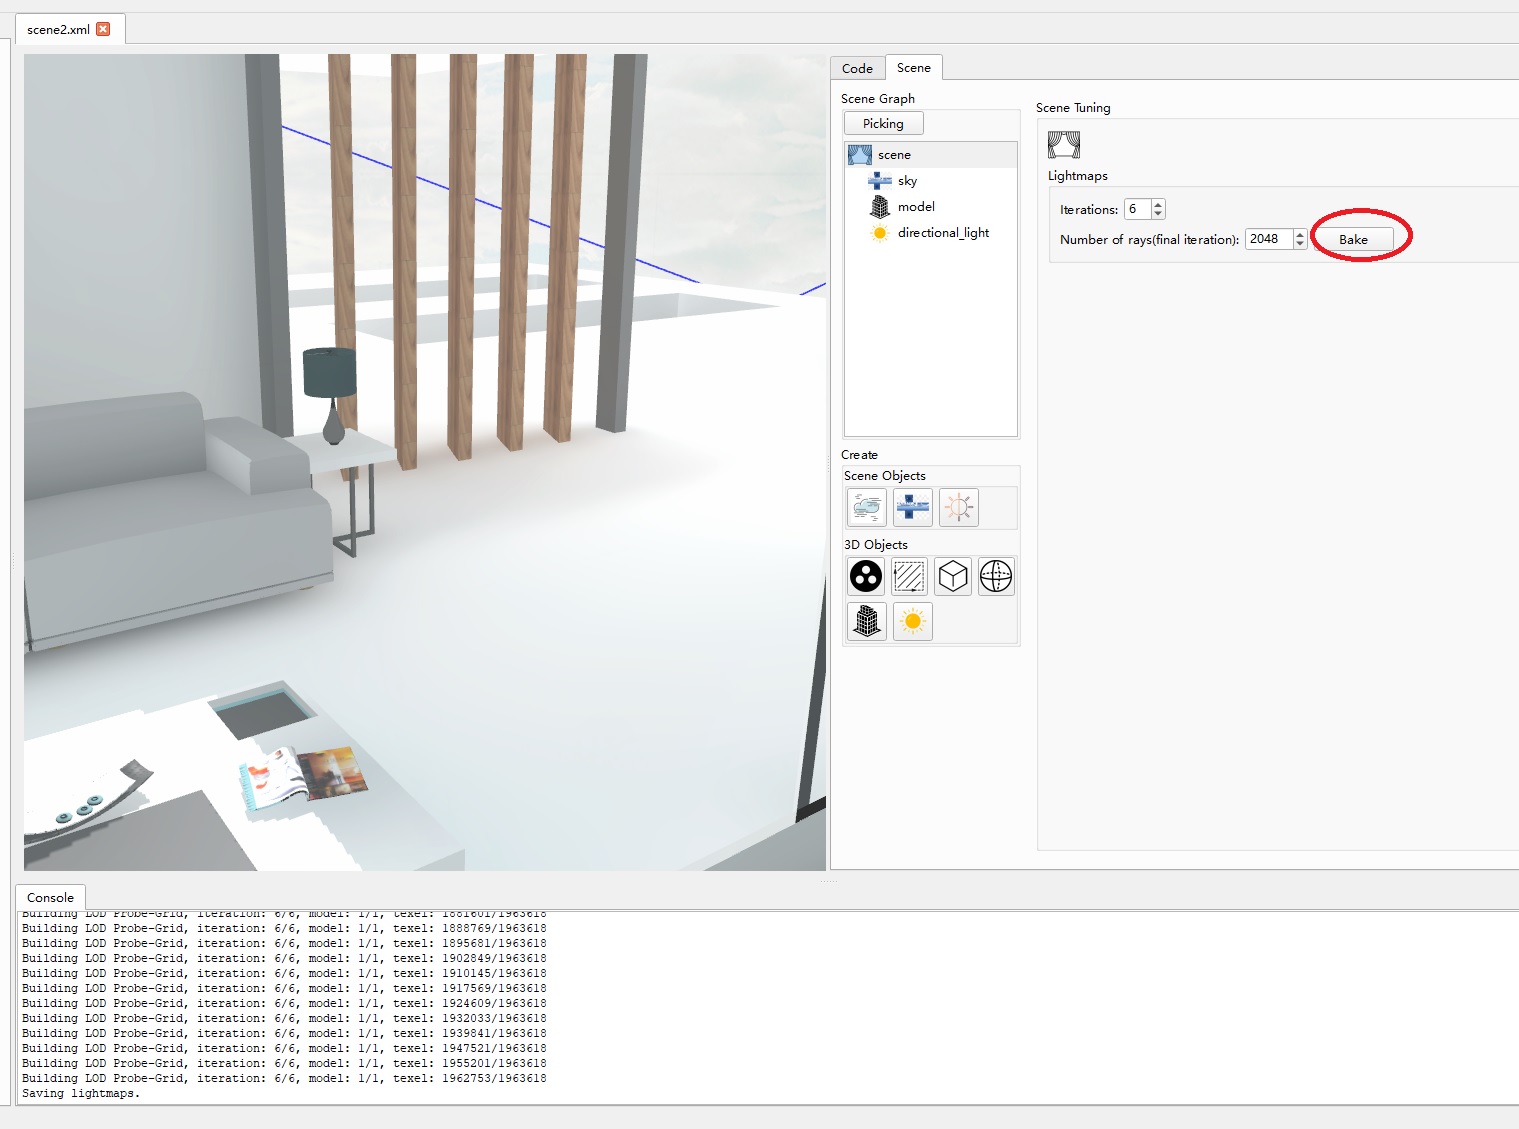 scene2.xml
Code
Scene
Scene Graph
Picking
scene
sky
model
directional_light
Scene Tuning
Lightmaps
Iterations: 6
Number of rays(final iteration): 2048
Bake
Create
Scene Objects
3D Objects
Console
Building LOD Probe-Grid, iteration: 6/6, model: 1/1, texel: 1881601/1963618
Building LOD Probe-Grid, iteration: 6/6, model: 1/1, texel: 1888769/1963618
Building LOD Probe-Grid, iteration: 6/6, model: 1/1, texel: 1895681/1963618
Building LOD Probe-Grid, iteration: 6/6, model: 1/1, texel: 1902849/1963618
Building LOD Probe-Grid, iteration: 6/6, model: 1/1, texel: 1910145/1963618
Building LOD Probe-Grid, iteration: 6/6, model: 1/1, texel: 1917569/1963618
Building LOD Probe-Grid, iteration: 6/6, model: 1/1, texel: 1924609/1963618
Building LOD Probe-Grid, iteration: 6/6, model: 1/1, texel: 1932033/1963618
Building LOD Probe-Grid, iteration: 6/6, model: 1/1, texel: 1939841/1963618
Building LOD Probe-Grid, iteration: 6/6, model: 1/1, texel: 1947521/1963618
Building LOD Probe-Grid, iteration: 6/6, model: 1/1, texel: 1955201/1963618
Building LOD Probe-Grid, iteration: 6/6, model: 1/1, texel: 1962753/1963618
Saving lightmaps.